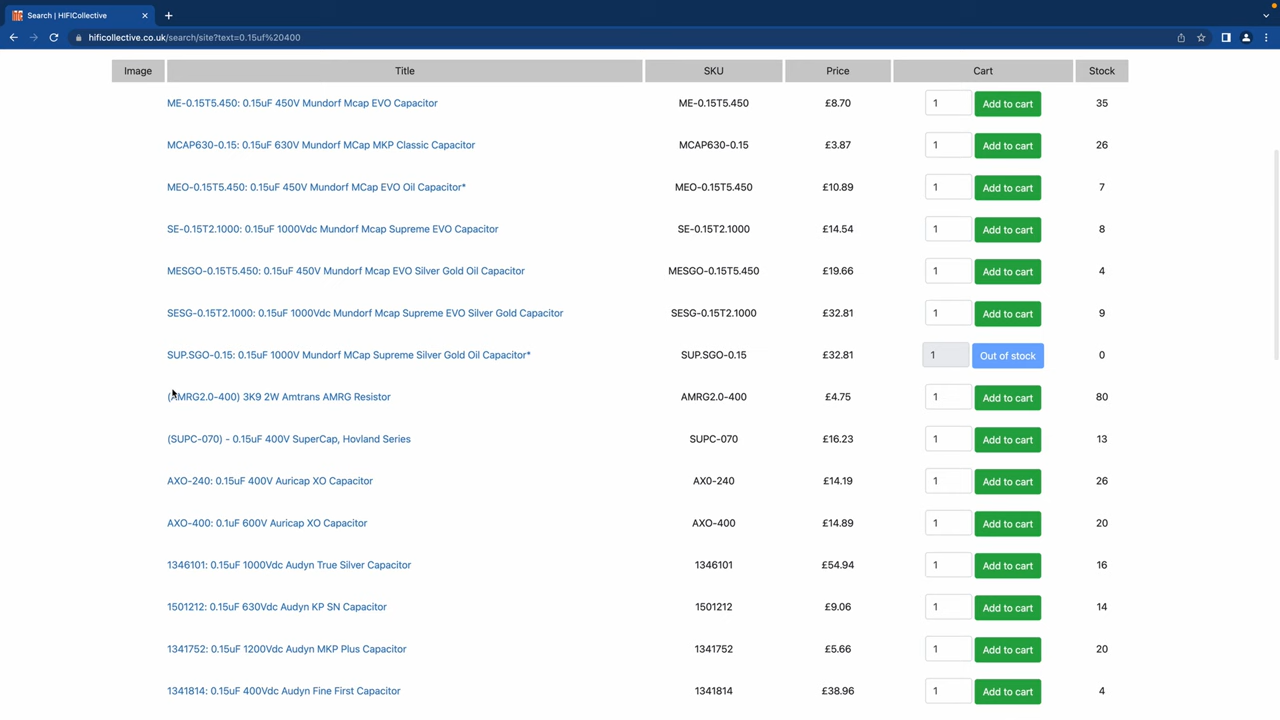 Search | HIFICollective
hificollective.co.uk/search/site?text=0.15uf%20400
Image Title SKU Price Cart Stock
ME-0.15T5.450: 0.15uF 450V Mundorf Mcap EVO Capacitor ME-0.15T5.450 £8.70 1 Add to cart 35
MCAP630-0.15: 0.15uF 630V Mundorf MCap MKP Classic Capacitor MCAP630-0.15 £3.87 1 Add to cart 26
MEO-0.15T5.450: 0.15uF 450V Mundorf MCap EVO Oil Capacitor* MEO-0.15T5.450 £10.89 1 Add to cart 7
SE-0.15T2.1000: 0.15uF 1000Vdc Mundorf Mcap Supreme EVO Capacitor SE-0.15T2.1000 £14.54 1 Add to cart 8
MESGO-0.15T5.450: 0.15uF 450V Mundorf Mcap EVO Silver Gold Oil Capacitor MESGO-0.15T5.450 £19.66 1 Add to cart 4
SESG-0.15T2.1000: 0.15uF 1000Vdc Mundorf Mcap Supreme EVO Silver Gold Capacitor SESG-0.15T2.1000 £32.81 1 Add to cart 9
SUP.SGO-0.15: 0.15uF 1000V Mundorf MCap Supreme Silver Gold Oil Capacitor* SUP.SGO-0.15 £32.81 1 Out of stock 0
(AMRG2.0-400) 3K9 2W Amtrans AMRG Resistor AMRG2.0-400 £4.75 1 Add to cart 80
(SUPC-070) - 0.15uF 400V SuperCap, Hovland Series SUPC-070 £16.23 1 Add to cart 13
AXO-240: 0.15uF 400V Auricap XO Capacitor AX0-240 £14.19 1 Add to cart 26
AXO-400: 0.1uF 600V Auricap XO Capacitor AXO-400 £14.89 1 Add to cart 20
1346101: 0.15uF 1000Vdc Audyn True Silver Capacitor 1346101 £54.94 1 Add to cart 16
1501212: 0.15uF 630Vdc Audyn KP SN Capacitor 1501212 £9.06 1 Add to cart 14
1341752: 0.15uF 1200Vdc Audyn MKP Plus Capacitor 1341752 £5.66 1 Add to cart 20
1341814: 0.15uF 400Vdc Audyn Fine First Capacitor 1341814 £38.96 1 Add to cart 4